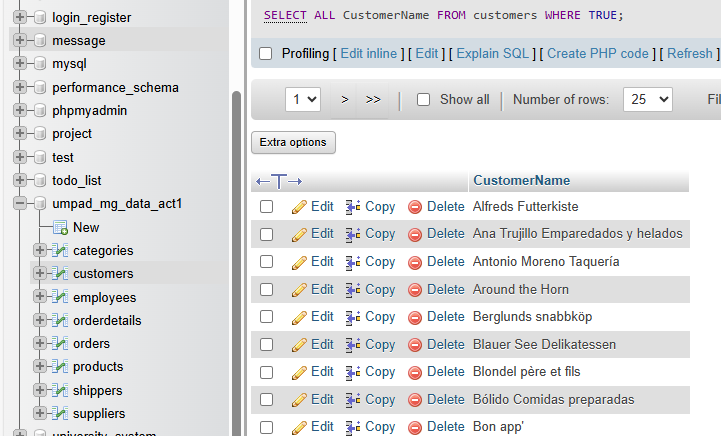 login_register
message
mysql
performance_schema
phpmyadmin
project
test
todo_list
umpad_mg_data_act1
New
categories
customers
employees
orderdetails
orders
products
shippers
suppliers
SELECT ALL CustomerName FROM customers WHERE TRUE;
Profiling [ Edit inline ] [ Edit ] [ Explain SQL ] [ Create PHP code ] [ Refresh ]
1 > >> Show all Number of rows: 25
Extra options
CustomerName
Edit Copy Delete Alfreds Futterkiste
Edit Copy Delete Ana Trujillo Emparedados y helados
Edit Copy Delete Antonio Moreno Taquería
Edit Copy Delete Around the Horn
Edit Copy Delete Berglunds snabbköp
Edit Copy Delete Blauer See Delikatessen
Edit Copy Delete Blondel père et fils
Edit Copy Delete Bólido Comidas preparadas
Edit Copy Delete Bon app'